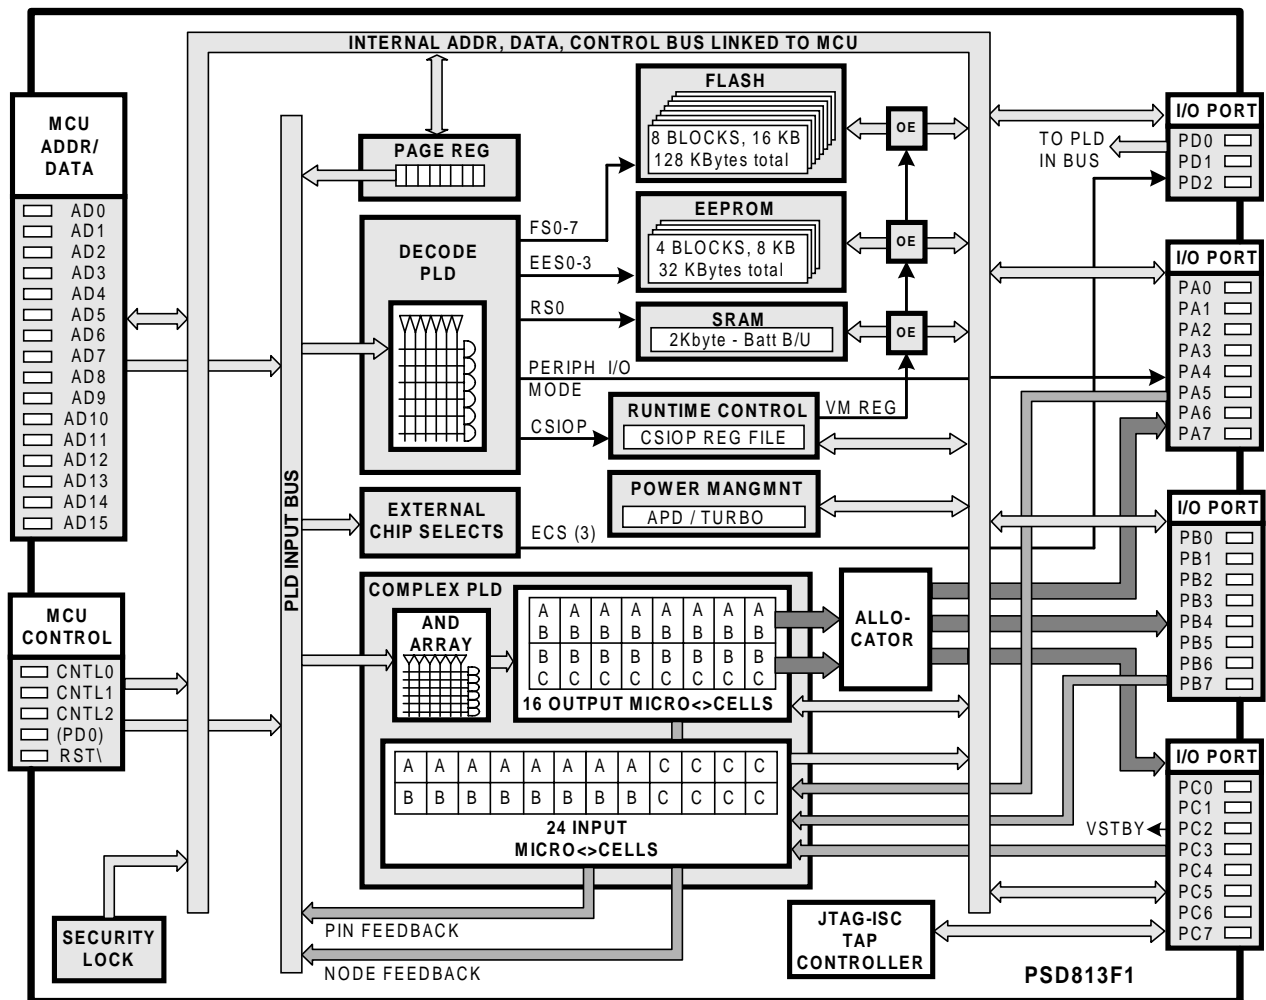 INTERNAL ADDR, DATA, CONTROL BUS LINKED TO MCU
MCU
ADDR/
DATA
AD0
AD1
AD2
AD3
AD4
AD5
AD6
AD7
AD8
AD9
AD10
AD11
AD12
AD13
AD14
AD15
MCU
CONTROL
CNTL0
CNTL1
CNTL2
(PD0)
RST\
SECURITY
LOCK
PLD INPUT BUS
PAGE REG
DECODE
PLD
FS0-7
EES0-3
RS0
PERIPH I/O
MODE
CSIOP
FLASH
8 BLOCKS, 16 KB
128 KBytes total
EEPROM
4 BLOCKS, 8 KB
32 KBytes total
SRAM
2Kbyte - Batt B/U
OE
OE
OE
RUNTIME CONTROL
CSIOP REG FILE
VM REG
POWER MANGMNT
APD / TURBO
EXTERNAL
CHIP SELECTS
ECS (3)
COMPLEX PLD
AND
ARRAY
A A A A A A A A
B B B B B B B B
B B B B B B B B
C C C C C C C C
16 OUTPUT MICRO<>CELLS
A A A A A A A A C C C C
B B B B B B B B C C C C
24 INPUT
MICRO<>CELLS
PIN FEEDBACK
NODE FEEDBACK
ALLO-
CATOR
JTAG-ISC
TAP
CONTROLLER
TO PLD
IN BUS
I/O PORT
PD0
PD1
PD2
I/O PORT
PA0
PA1
PA2
PA3
PA4
PA5
PA6
PA7
I/O PORT
PB0
PB1
PB2
PB3
PB4
PB5
PB6
PB7
I/O PORT
PC0
PC1
VSTBY
PC2
PC3
PC4
PC5
PC6
PC7
PSD813F1